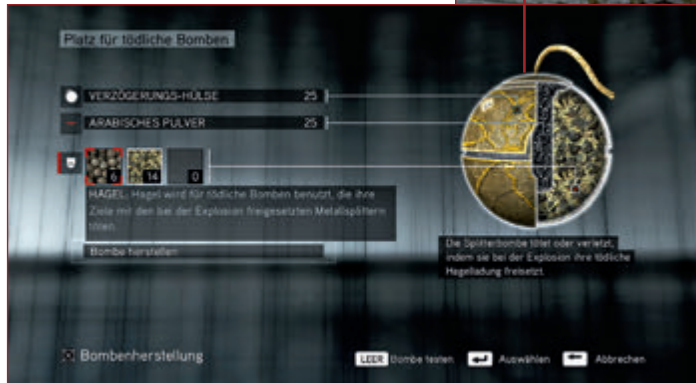 Platz für tödliche Bomben
VERZÖGERUNGS-HÜLSE 25
ARABISCHES PULVER 25
6 14 0
HAGEL: Hagel wird für tödliche Bomben benutzt, die ihre
Ziele mit den bei der Explosion freigesetzten Metallspöttern
töten.
Bombe herstellen
Die Splitterbombe tötet oder verletzt,
indem sie bei der Explosion ihre tödliche
Hagelladung freisetzt.
Bombenherstellung
LEER Bombe testen Auswählen Abbrechen